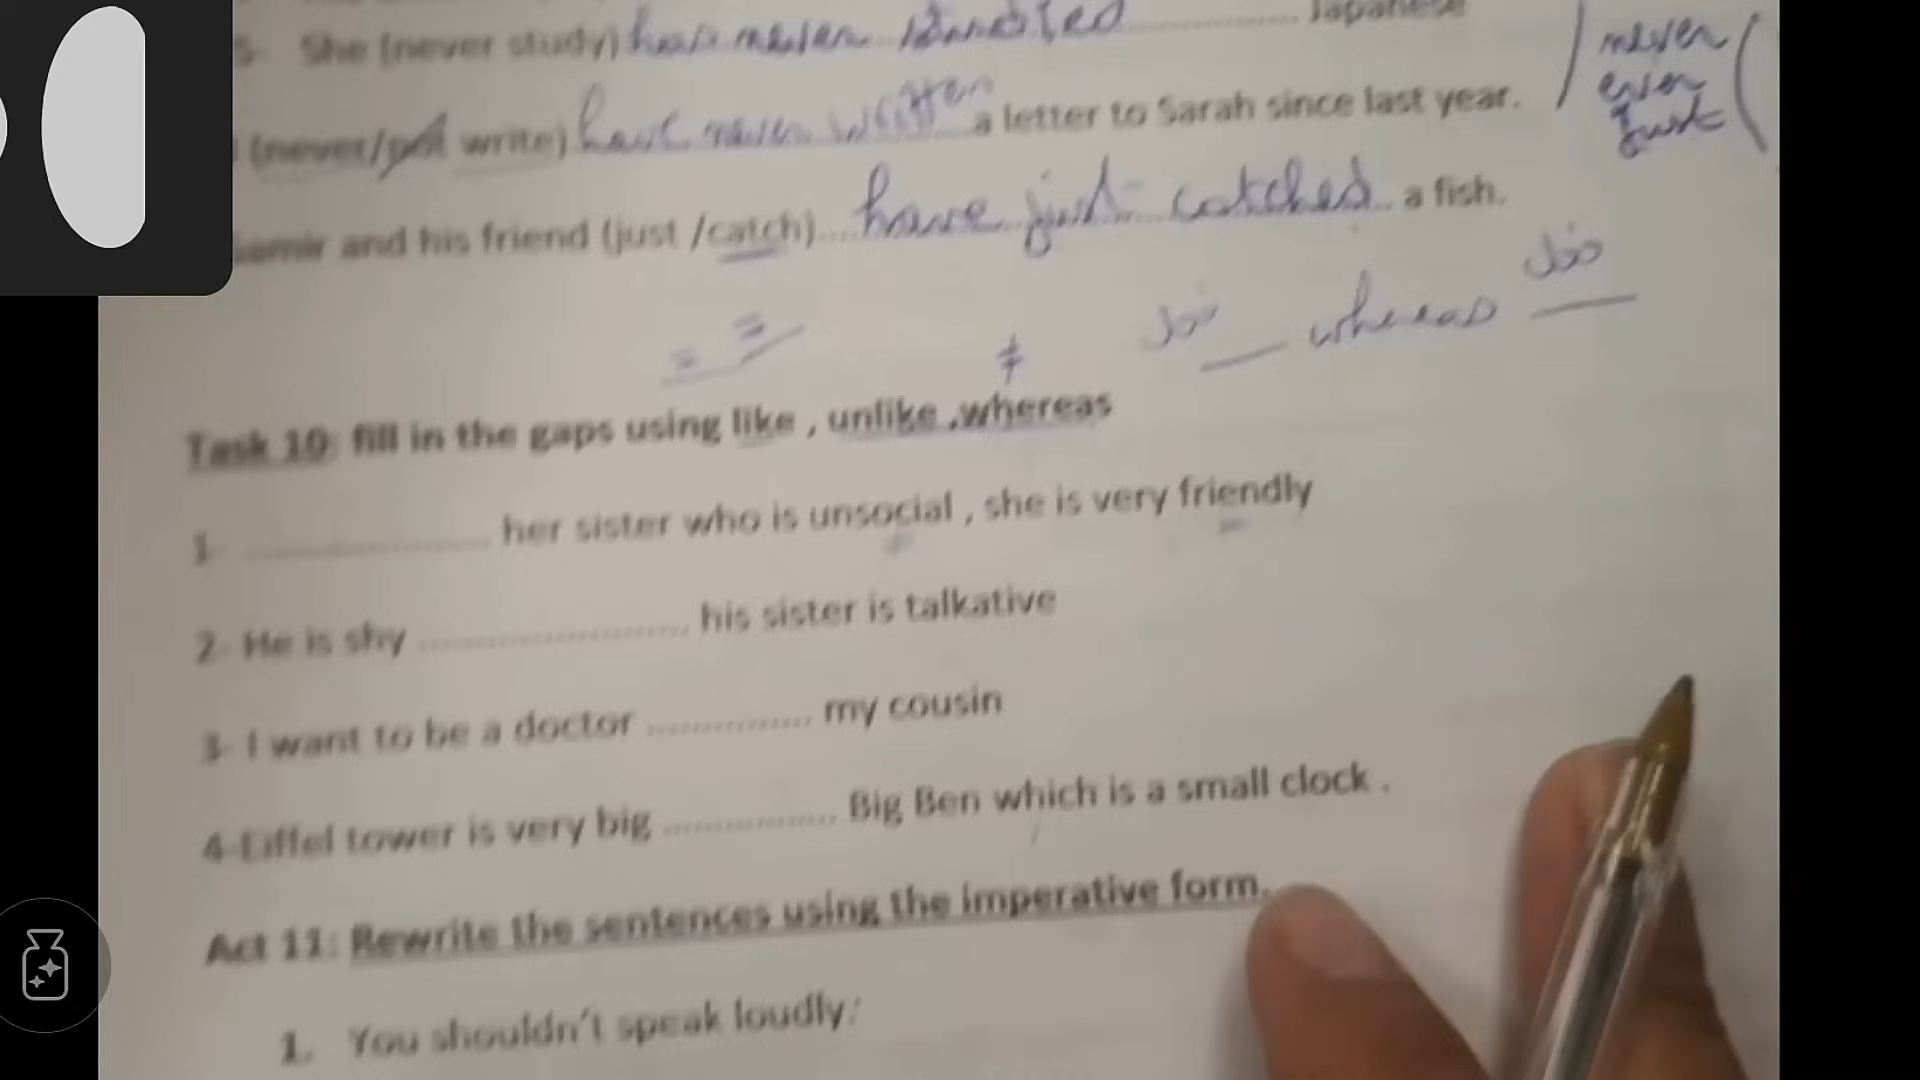 5- She (never study) has never studied ............ Japanese
I (never/not write) have never written a letter to Sarah since last year.
never
ever
just
Samir and his friend (just /catch)....have just catched a fish.
= =
≠
جملة whereas جملة
Task 10: fill in the gaps using like , unlike ,whereas
1- ........................ her sister who is unsocial , she is very friendly
2- He is shy .......................... his sister is talkative
3- I want to be a doctor ................ my cousin
4-Eiffel tower is very big ................. Big Ben which is a small clock .
Act 11: Rewrite the sentences using the imperative form.
1. You shouldn't speak loudly.